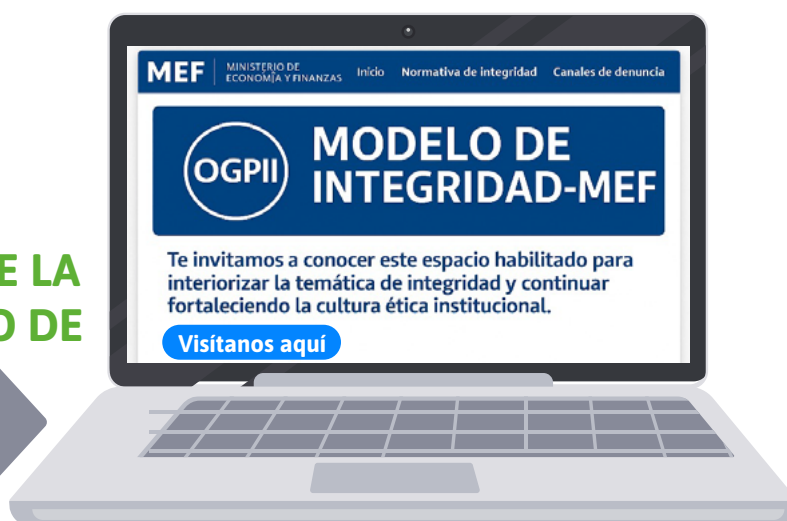 MEF
MINISTERIO DE
ECONOMÍA Y FINANZAS
Inicio Normativa de integridad Canales de denuncia
OGPII
MODELO DE
INTEGRIDAD-MEF
E LA
O DE
Te invitamos a conocer este espacio habilitado para
interiorizar la temática de integridad y continuar
fortaleciendo la cultura ética institucional.
Visítanos aquí